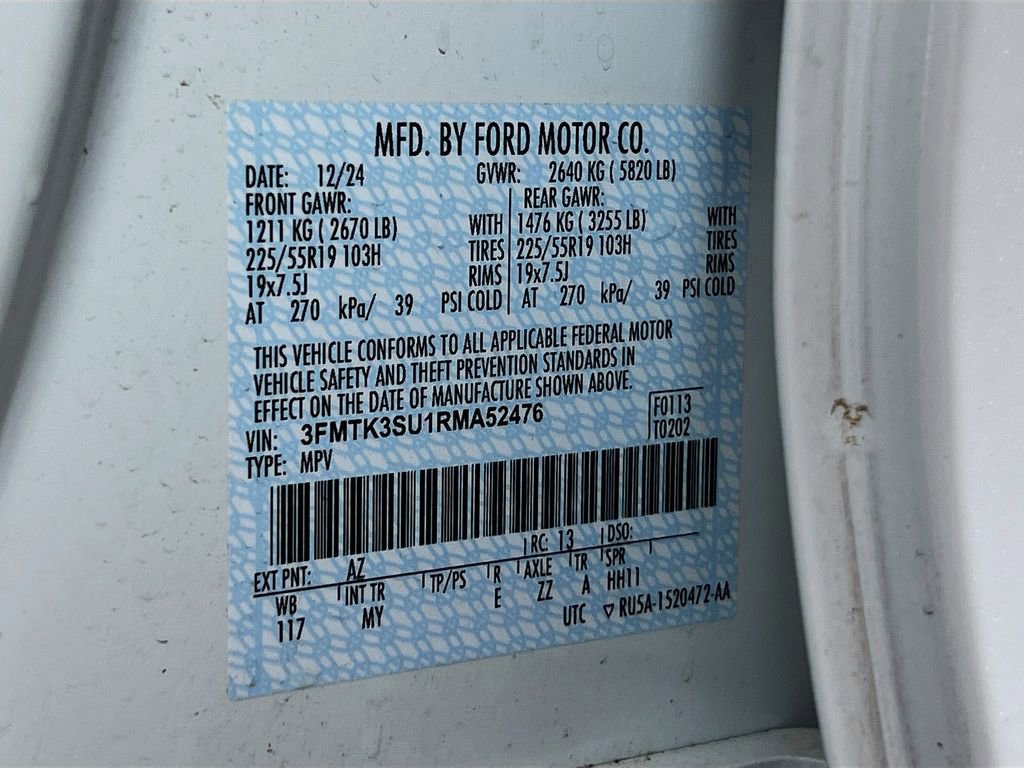 MFD. BY FORD MOTOR CO.
DATE: 12/24 GVWR: 2640 KG ( 5820 LB)
FRONT GAWR: REAR GAWR:
1211 KG ( 2670 LB) WITH 1476 KG ( 3255 LB) WITH
225/55R19 103H TIRES 225/55R19 103H TIRES
19x7.5J RIMS 19x7.5J RIMS
AT 270 kPa/ 39 PSI COLD AT 270 kPa/ 39 PSI COLD
THIS VEHICLE CONFORMS TO ALL APPLICABLE FEDERAL MOTOR
VEHICLE SAFETY AND THEFT PREVENTION STANDARDS IN
EFFECT ON THE DATE OF MANUFACTURE SHOWN ABOVE.
VIN: 3FMTK3SU1RMA52476 F0113
TYPE: MPV T0202
EXT PNT: AZ RC: 13 DSO:
WB INT TR TP/PS R AXLE TR SPR
117 MY E ZZ A HH11
UTC ▽ RU5A-1520472-AA